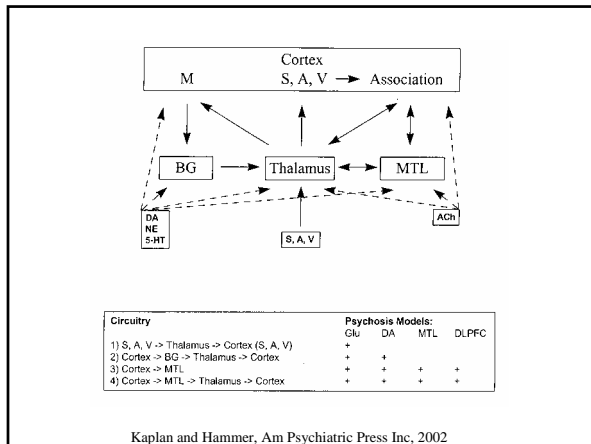 Cortex
M S, A, V Association
BG Thalamus MTL
DA
NE
5-HT
S, A, V
ACh
Circuitry Psychosis Models:
Glu DA MTL DLPFC
1) S, A, V -> Thalamus -> Cortex (S, A, V) +
2) Cortex -> BG -> Thalamus -> Cortex + +
3) Cortex -> MTL + + + +
4) Cortex -> MTL -> Thalamus -> Cortex + + + +
Kaplan and Hammer, Am Psychiatric Press Inc, 2002